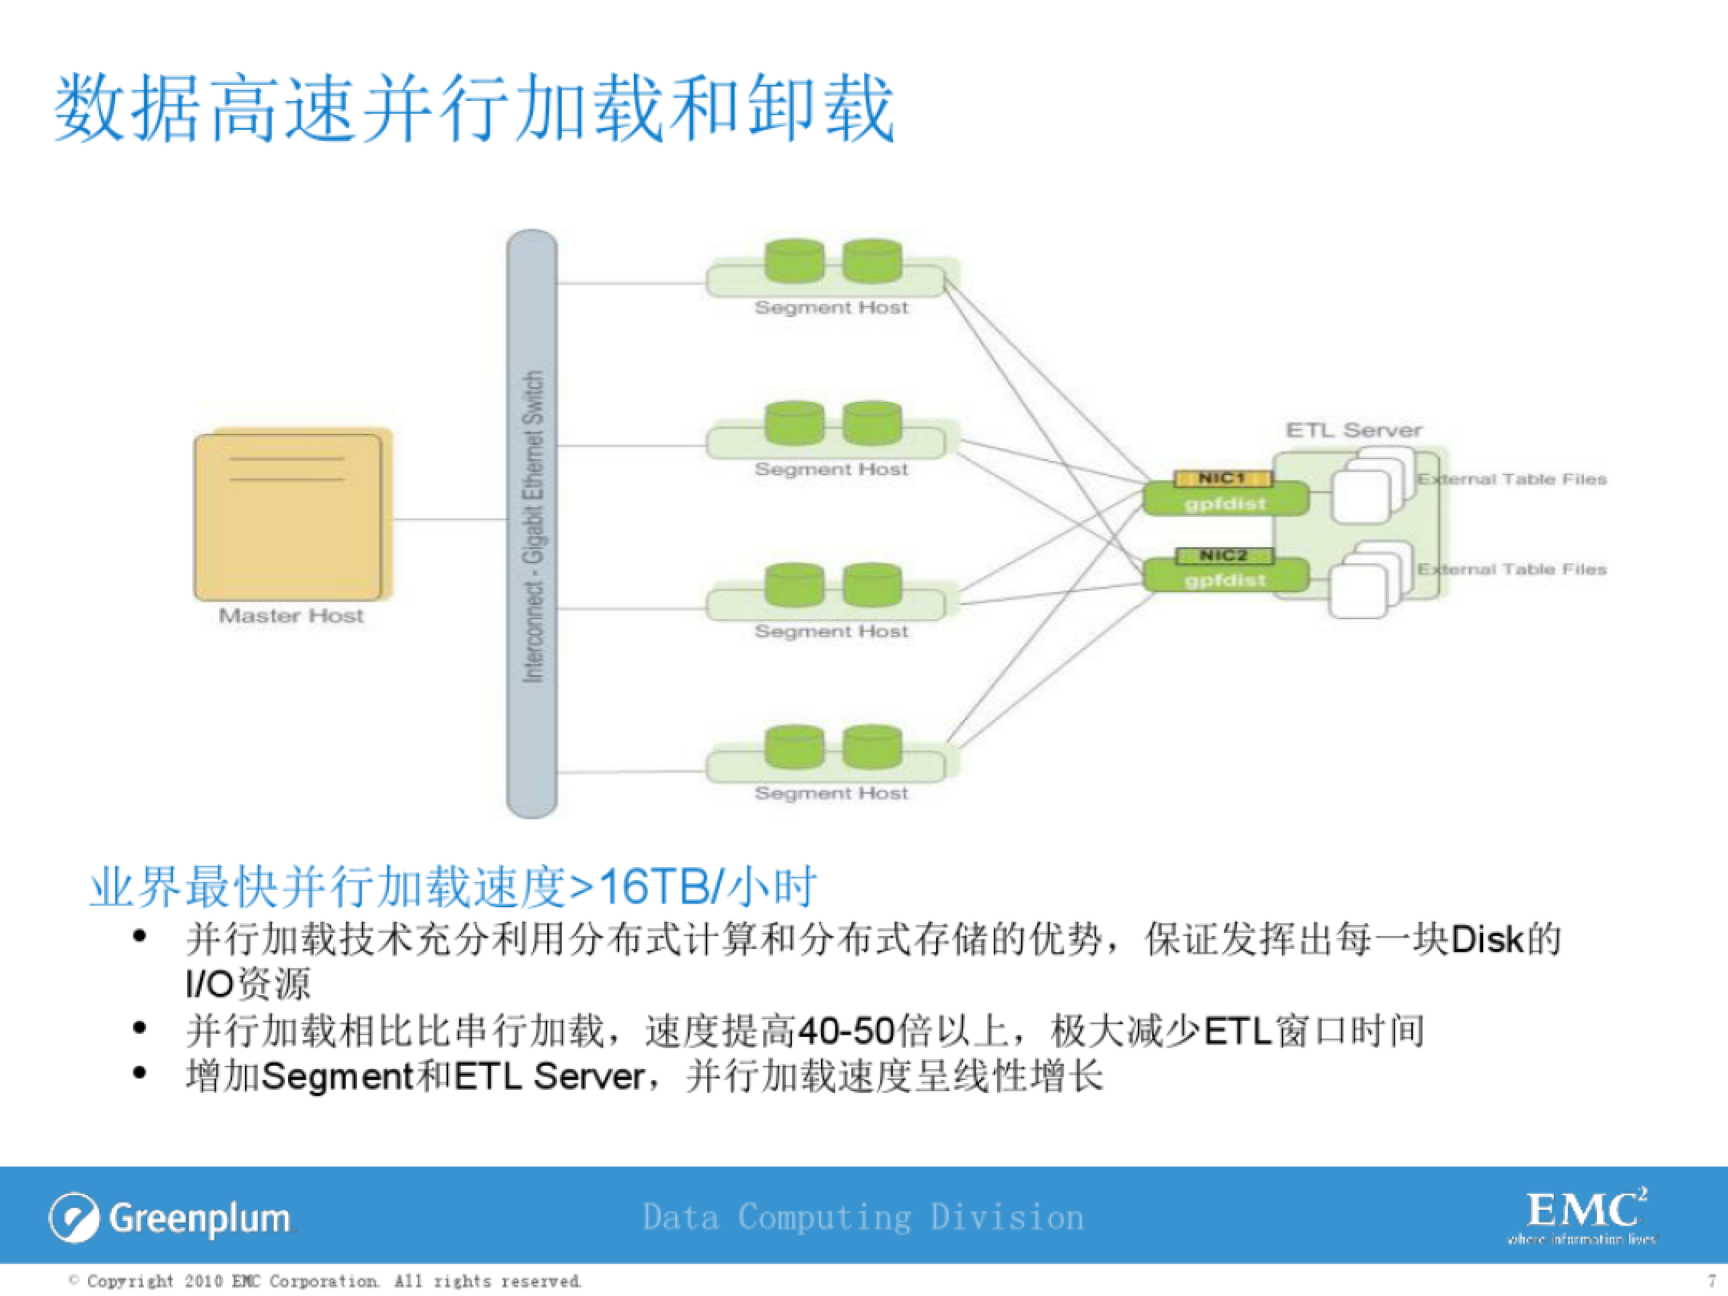 数据高速并行加载和卸载
Segment Host
Segment Host
Segment Host
Segment Host
Interconnect - Gigabit Ethernet Switch
Master Host
ETL Server
NIC1
gpfdist
External Table Files
NIC2
gpfdist
External Table Files
业界最快并行加载速度>16TB/小时
• 并行加载技术充分利用分布式计算和分布式存储的优势，保证发挥出每一块Disk的
I/O资源
• 并行加载相比比串行加载，速度提高40-50倍以上，极大减少ETL窗口时间
• 增加Segment和ETL Server，并行加载速度呈线性增长
Greenplum
Data Computing Division
EMC²
where information lives
© Copyright 2010 EMC Corporation. All rights reserved.
7